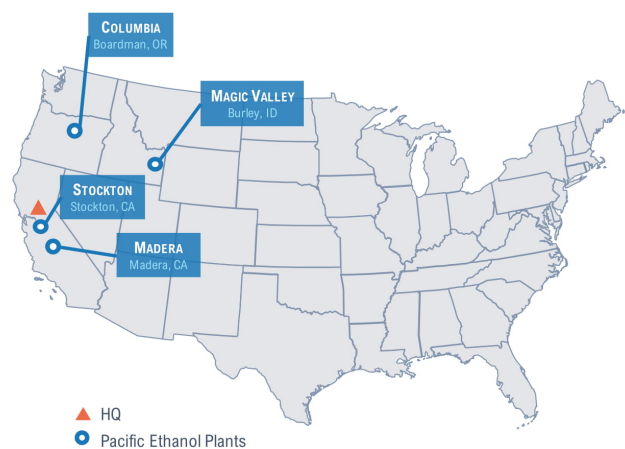 COLUMBIA
Boardman, OR
MAGIC VALLEY
Burley, ID
STOCKTON
Stockton, CA
MADERA
Madera, CA
HQ
Pacific Ethanol Plants